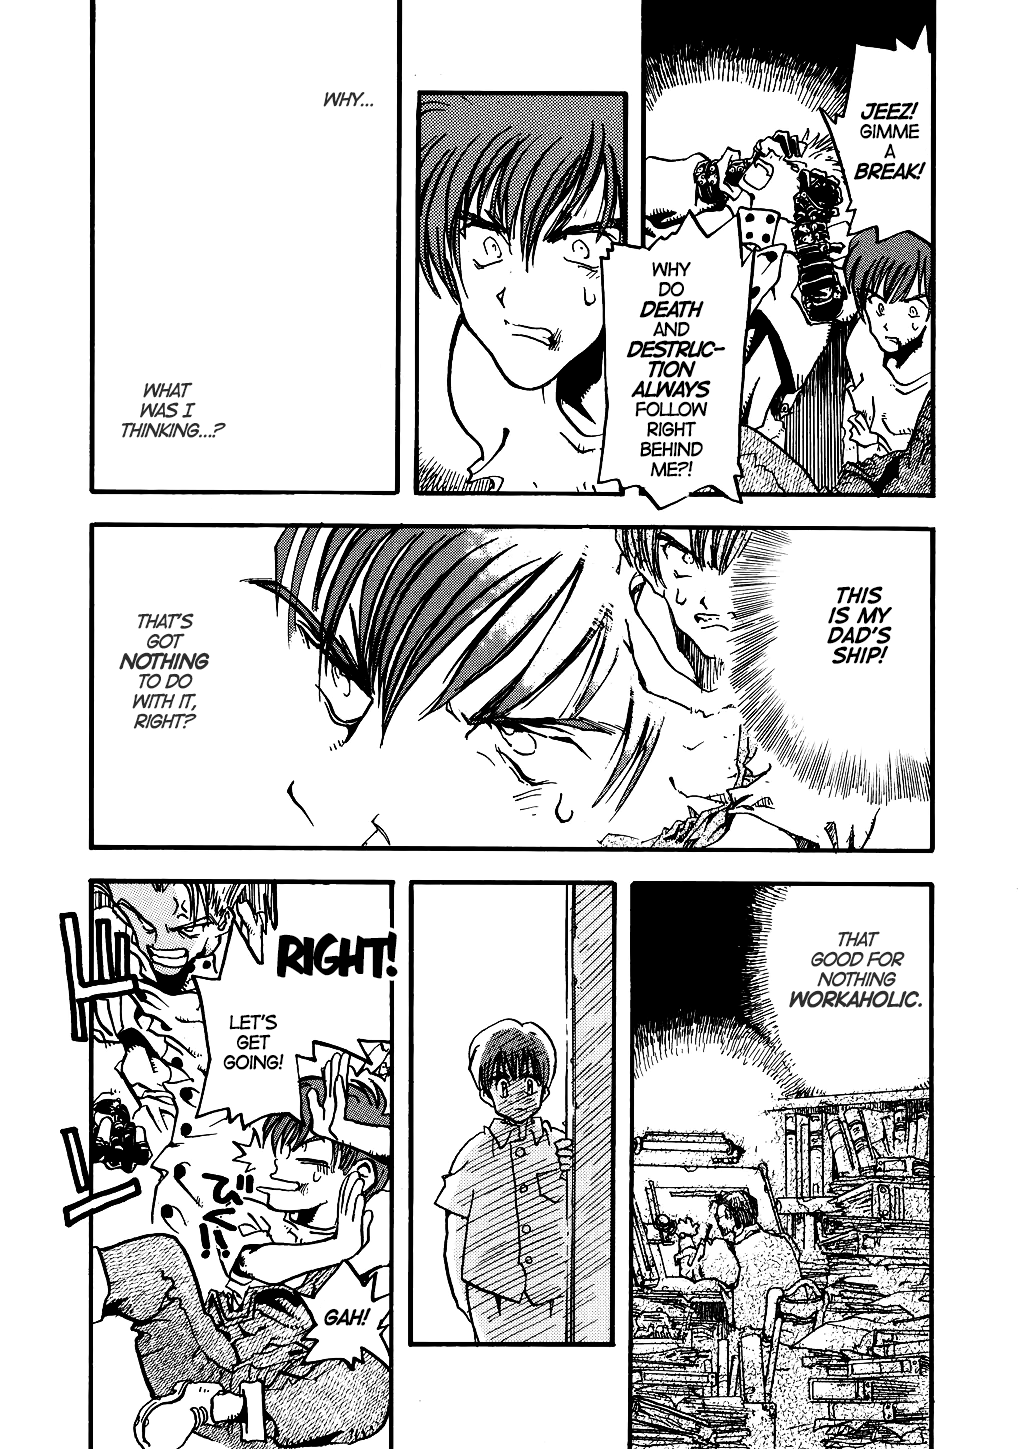 JEEZ!
GIMME
A
BREAK!
WHY
DO
DEATH
AND
DESTRUC-
TION
ALWAYS
FOLLOW
RIGHT
BEHIND
ME?!
WHY...
WHAT
WAS I
THINKING...?
THIS
IS MY
DAD'S
SHIP!
THAT'S
GOT
NOTHING
TO DO
WITH IT,
RIGHT?
THAT
GOOD FOR
NOTHING
WORKAHOLIC.
RIGHT!
LET'S
GET
GOING!
びくっ!!
GAH!